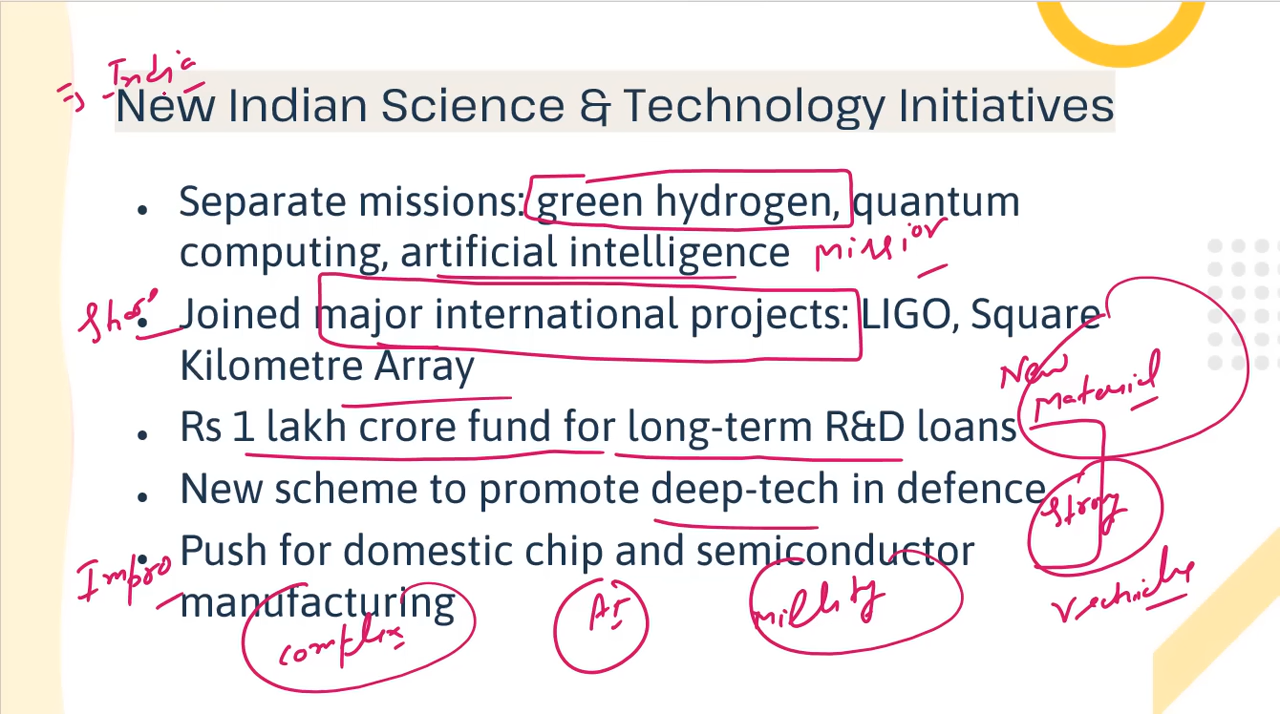 India
New Indian Science & Technology Initiatives
• Separate missions: green hydrogen, quantum
computing, artificial intelligence mission
• Joined major international projects: LIGO, Square
Kilometre Array
New
Material
• Rs 1 lakh crore fund for long-term R&D loans
• New scheme to promote deep-tech in defence
Strong
• Push for domestic chip and semiconductor
Impro
manufacturing
complex
AI